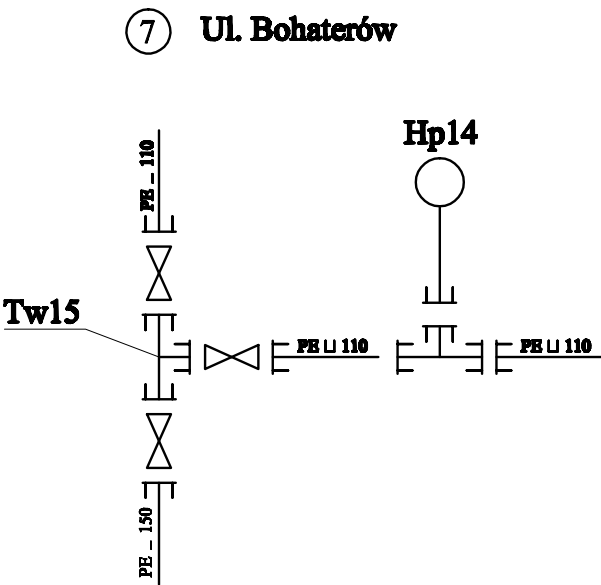 7 Ul. Bohaterów
Hp14
PE _ 110
Tw15
PE ⊔ 110
PE ⊔ 110
PE _ 150